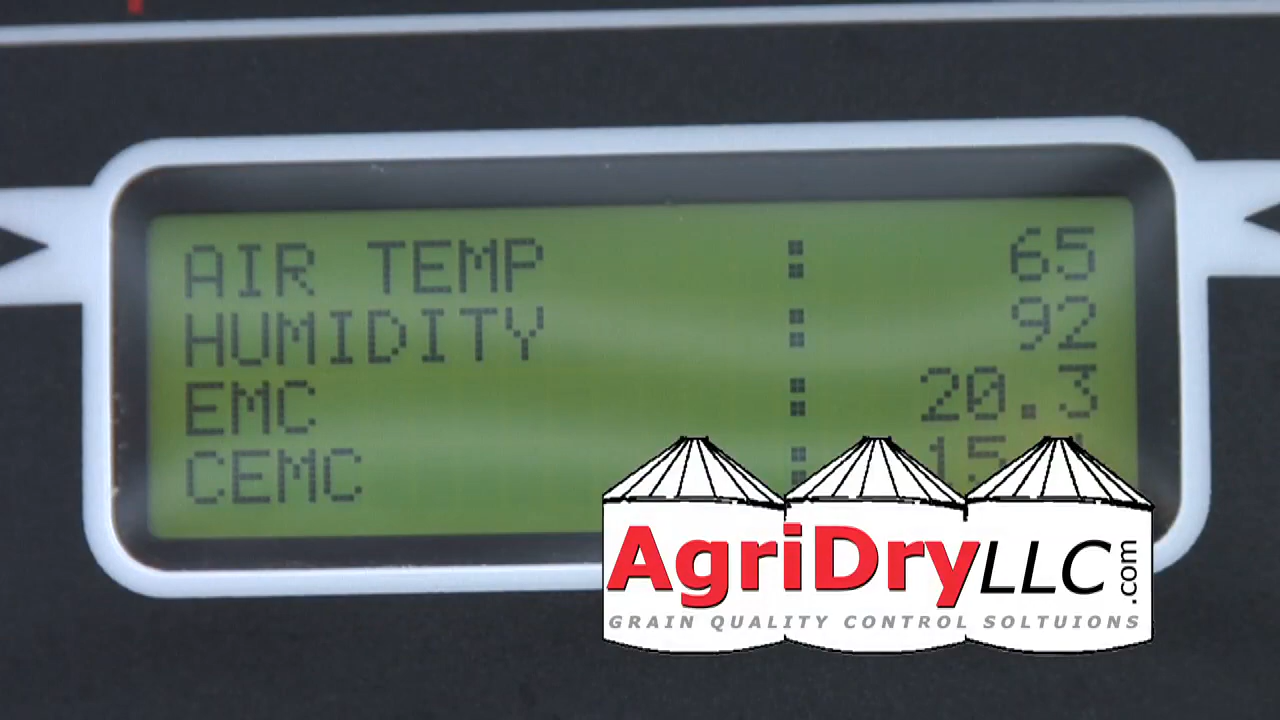 AIR TEMP : 65
HUMIDITY : 92
EMC : 20.3
CEMC :
AgriDryLLC.com
GRAIN QUALITY CONTROL SOLTUIONS